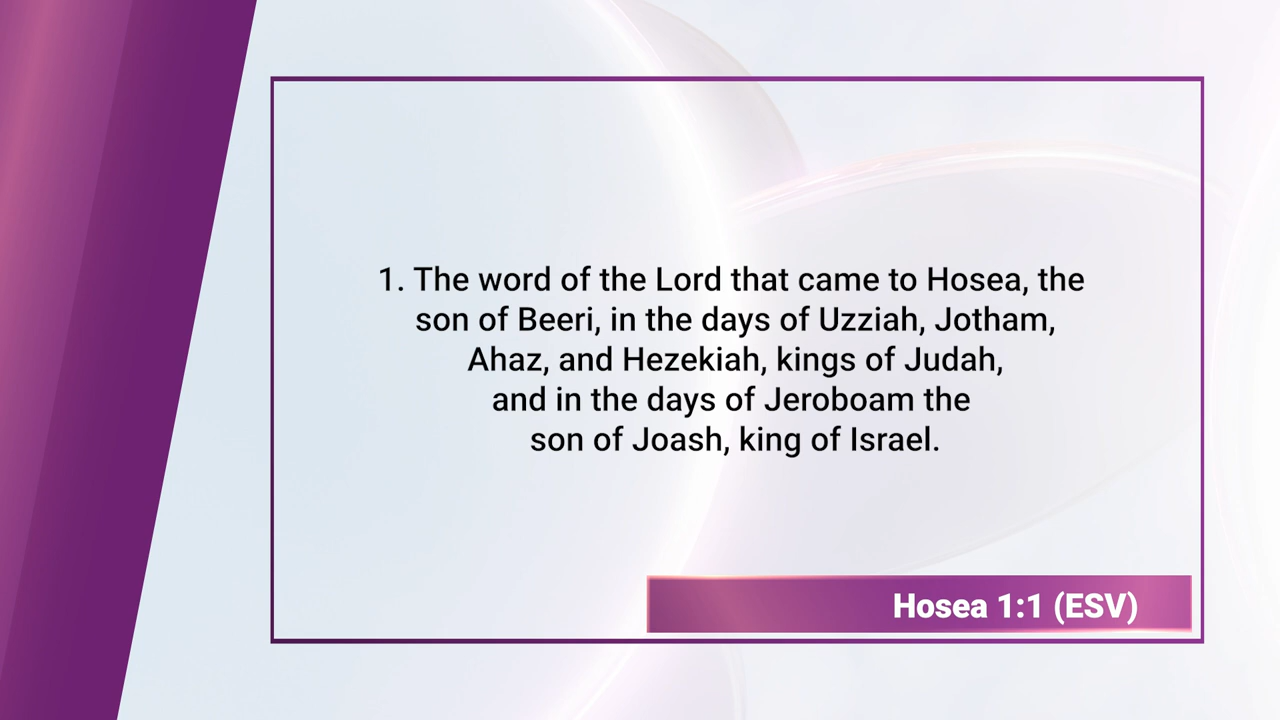 1. The word of the Lord that came to Hosea, the
son of Beeri, in the days of Uzziah, Jotham,
Ahaz, and Hezekiah, kings of Judah,
and in the days of Jeroboam the
son of Joash, king of Israel.
Hosea 1:1 (ESV)